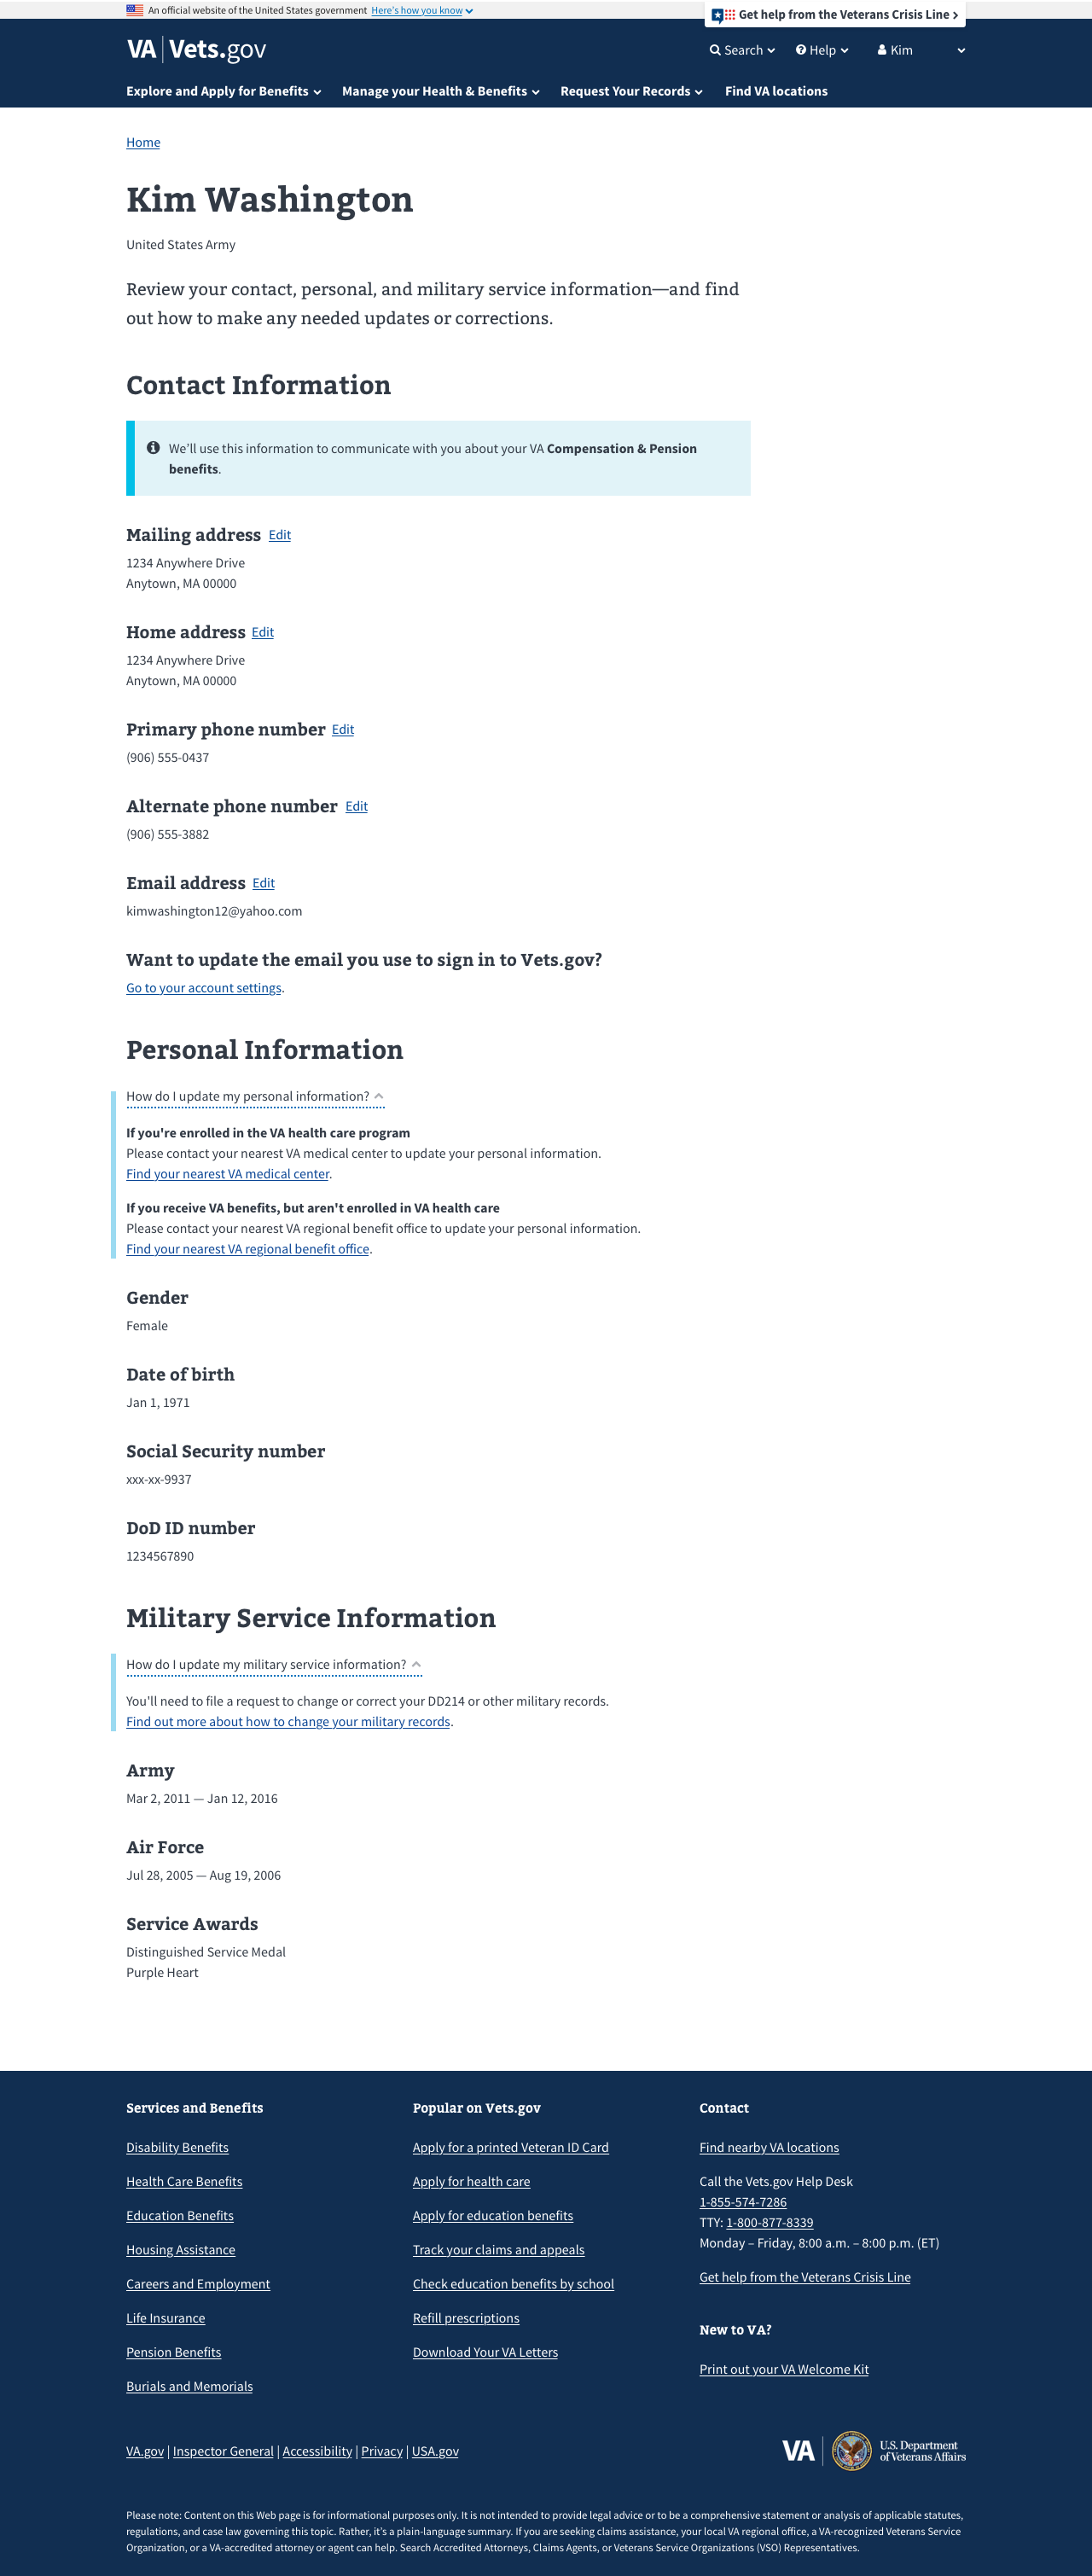 An official website of the United States government Here's how you know
Get help from the Veterans Crisis Line
VA | Vets.gov
Search Help Kim
Explore and Apply for Benefits Manage your Health & Benefits Request Your Records Find VA locations
Home
Kim Washington
United States Army
Review your contact, personal, and military service information—and find
out how to make any needed updates or corrections.
Contact Information
We'll use this information to communicate with you about your VA Compensation & Pension
benefits.
Mailing address Edit
1234 Anywhere Drive
Anytown, MA 00000
Home address Edit
1234 Anywhere Drive
Anytown, MA 00000
Primary phone number Edit
(906) 555-0437
Alternate phone number Edit
(906) 555-3882
Email address Edit
kimwashington12@yahoo.com
Want to update the email you use to sign in to Vets.gov?
Go to your account settings.
Personal Information
How do I update my personal information?
If you're enrolled in the VA health care program
Please contact your nearest VA medical center to update your personal information.
Find your nearest VA medical center.
If you receive VA benefits, but aren't enrolled in VA health care
Please contact your nearest VA regional benefit office to update your personal information.
Find your nearest VA regional benefit office.
Gender
Female
Date of birth
Jan 1, 1971
Social Security number
xxx-xx-9937
DoD ID number
1234567890
Military Service Information
How do I update my military service information?
You'll need to file a request to change or correct your DD214 or other military records.
Find out more about how to change your military records.
Army
Mar 2, 2011 — Jan 12, 2016
Air Force
Jul 28, 2005 — Aug 19, 2006
Service Awards
Distinguished Service Medal
Purple Heart
Services and Benefits
Disability Benefits
Health Care Benefits
Education Benefits
Housing Assistance
Careers and Employment
Life Insurance
Pension Benefits
Burials and Memorials
Popular on Vets.gov
Apply for a printed Veteran ID Card
Apply for health care
Apply for education benefits
Track your claims and appeals
Check education benefits by school
Refill prescriptions
Download Your VA Letters
Contact
Find nearby VA locations
Call the Vets.gov Help Desk
1-855-574-7286
TTY: 1-800-877-8339
Monday – Friday, 8:00 a.m. – 8:00 p.m. (ET)
Get help from the Veterans Crisis Line
New to VA?
Print out your VA Welcome Kit
VA.gov | Inspector General | Accessibility | Privacy | USA.gov
VA | U.S. Department
of Veterans Affairs
Please note: Content on this Web page is for informational purposes only. It is not intended to provide legal advice or to be a comprehensive statement or analysis of applicable statutes,
regulations, and case law governing this topic. Rather, it's a plain-language summary. If you are seeking claims assistance, your local VA regional office, a VA-recognized Veterans Service
Organization, or a VA-accredited attorney or agent can help. Search Accredited Attorneys, Claims Agents, or Veterans Service Organizations (VSO) Representatives.